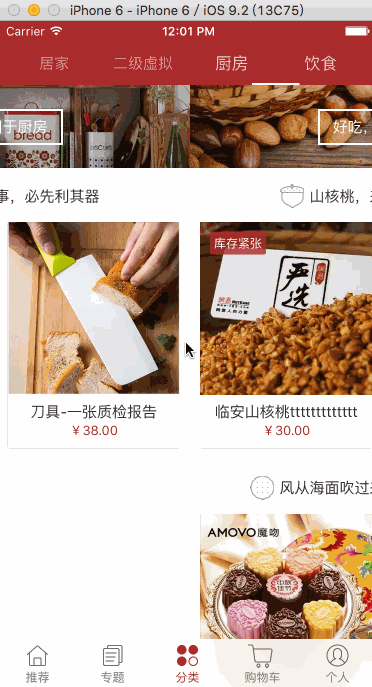 iPhone 6 - iPhone 6 / iOS 9.2 (13C75)
Carrier
12:01 PM
居家
二级虚拟
厨房
饮食
于厨房
bread
BISCUITS
好吃,
事，必先利其器
山核桃，
库存紧张
严选
刀具-一张质检报告
¥ 38.00
临安山核桃ttttttttttttt
¥ 30.00
风从海面吹过
AMOVO魔吻
推荐
专题
分类
购物车
个人